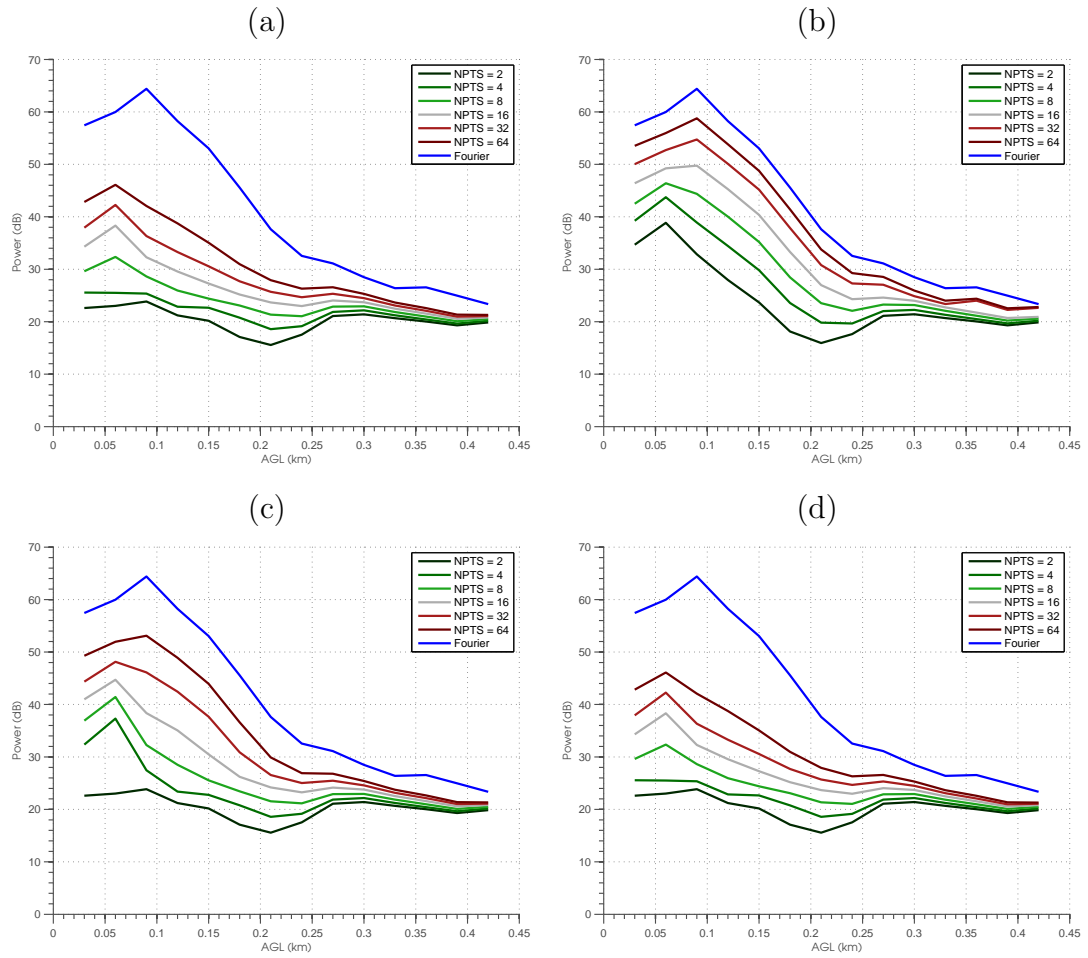 (a)
70
60
50
40
30
20
10
0
Power (dB)
0 0.05 0.1 0.15 0.2 0.25 0.3 0.35 0.4 0.45
AGL (km)
NPTS = 2
NPTS = 4
NPTS = 8
NPTS = 16
NPTS = 32
NPTS = 64
Fourier
(b)
70
60
50
40
30
20
10
0
Power (dB)
0 0.05 0.1 0.15 0.2 0.25 0.3 0.35 0.4 0.45
AGL (km)
NPTS = 2
NPTS = 4
NPTS = 8
NPTS = 16
NPTS = 32
NPTS = 64
Fourier
(c)
70
60
50
40
30
20
10
0
Power (dB)
0 0.05 0.1 0.15 0.2 0.25 0.3 0.35 0.4 0.45
AGL (km)
NPTS = 2
NPTS = 4
NPTS = 8
NPTS = 16
NPTS = 32
NPTS = 64
Fourier
(d)
70
60
50
40
30
20
10
0
Power (dB)
0 0.05 0.1 0.15 0.2 0.25 0.3 0.35 0.4 0.45
AGL (km)
NPTS = 2
NPTS = 4
NPTS = 8
NPTS = 16
NPTS = 32
NPTS = 64
Fourier